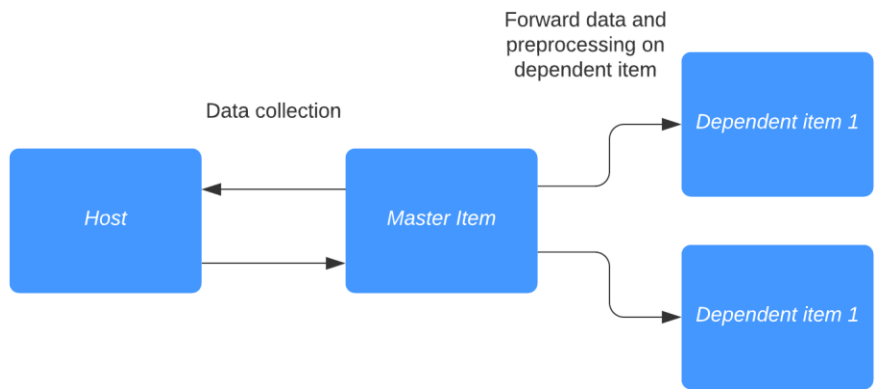 Forward data and
preprocessing on
dependent item
Data collection
Dependent item 1
Host
Master Item
Dependent item 1